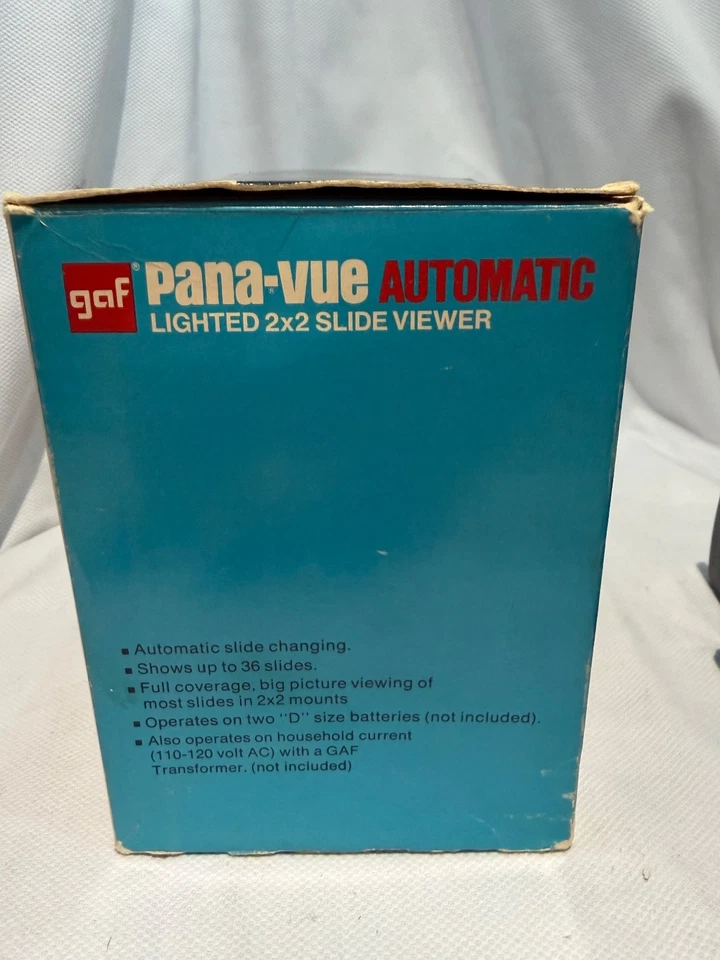 gaf® pana-vue® AUTOMATIC
LIGHTED 2x2 SLIDE VIEWER
▪ Automatic slide changing.
▪ Shows up to 36 slides.
▪ Full coverage, big picture viewing of
most slides in 2x2 mounts
▪ Operates on two "D" size batteries (not included).
▪ Also operates on household current
(110-120 volt AC) with a GAF
Transformer. (not included)